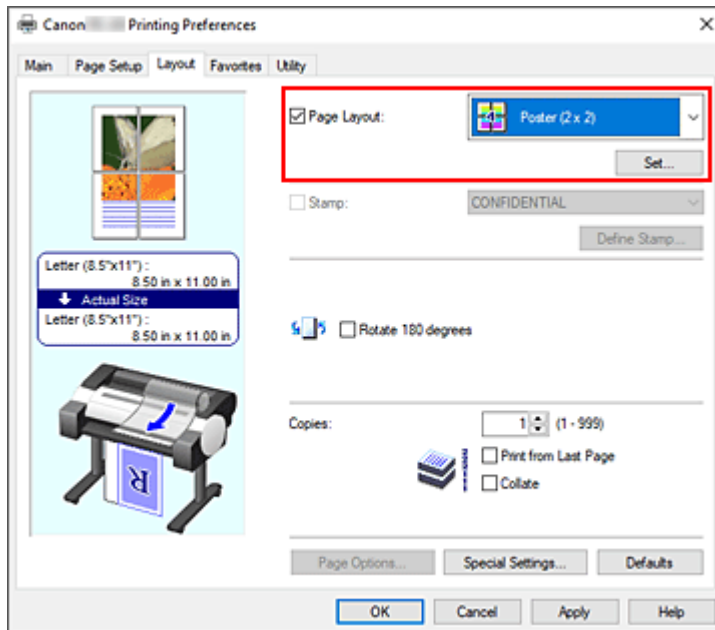 Canon Printing Preferences
Main Page Setup Layout Favorites Utility
Page Layout: 4 Poster (2 x 2)
Set...
Stamp: CONFIDENTIAL
Define Stamp...
Letter (8.5"x11") :
8.50 in x 11.00 in
Actual Size
Letter (8.5"x11") :
8.50 in x 11.00 in
Rotate 180 degrees
R
Copies: 1 (1 - 999)
Print from Last Page
Collate
Page Options... Special Settings... Defaults
OK Cancel Apply Help